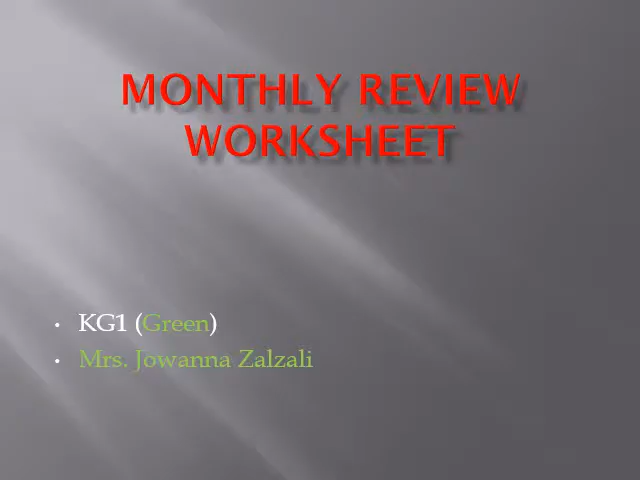 MONTHLY REVIEW
WORKSHEET
• KG1 (Green)
• Mrs. Jowanna Zalzali